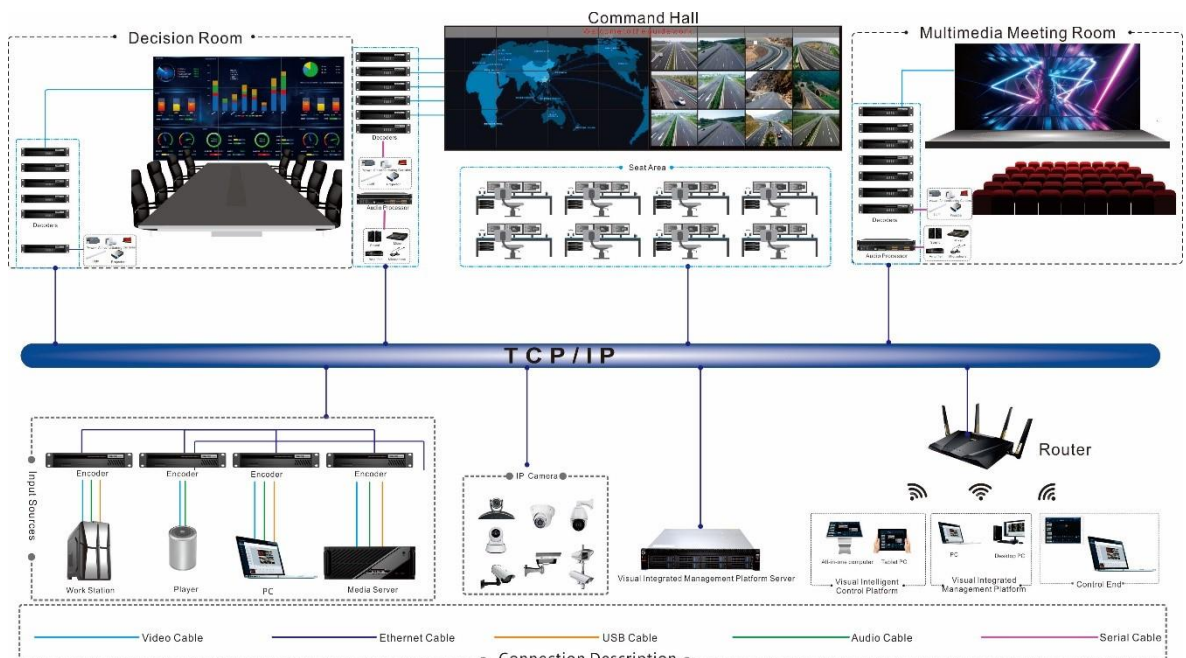 Command Hall
Decision Room
Multimedia Meeting Room
Decoders
Audio Processor
Seat Area
Decoders
Decoders
Audio Processor
TCP/IP
Router
Input Sources
Encoder
Encoder
Encoder
Encoder
IP Camera
Work Station
Player
PC
Media Server
Visual Integrated Management Platform Server
All-in-one computer
Tablet PC
Visual Intelligent
Control Platform
PC
Desktop PC
Visual Integrated
Management Platform
Control End
Video Cable
Ethernet Cable
USB Cable
Audio Cable
Serial Cable
Connection Description